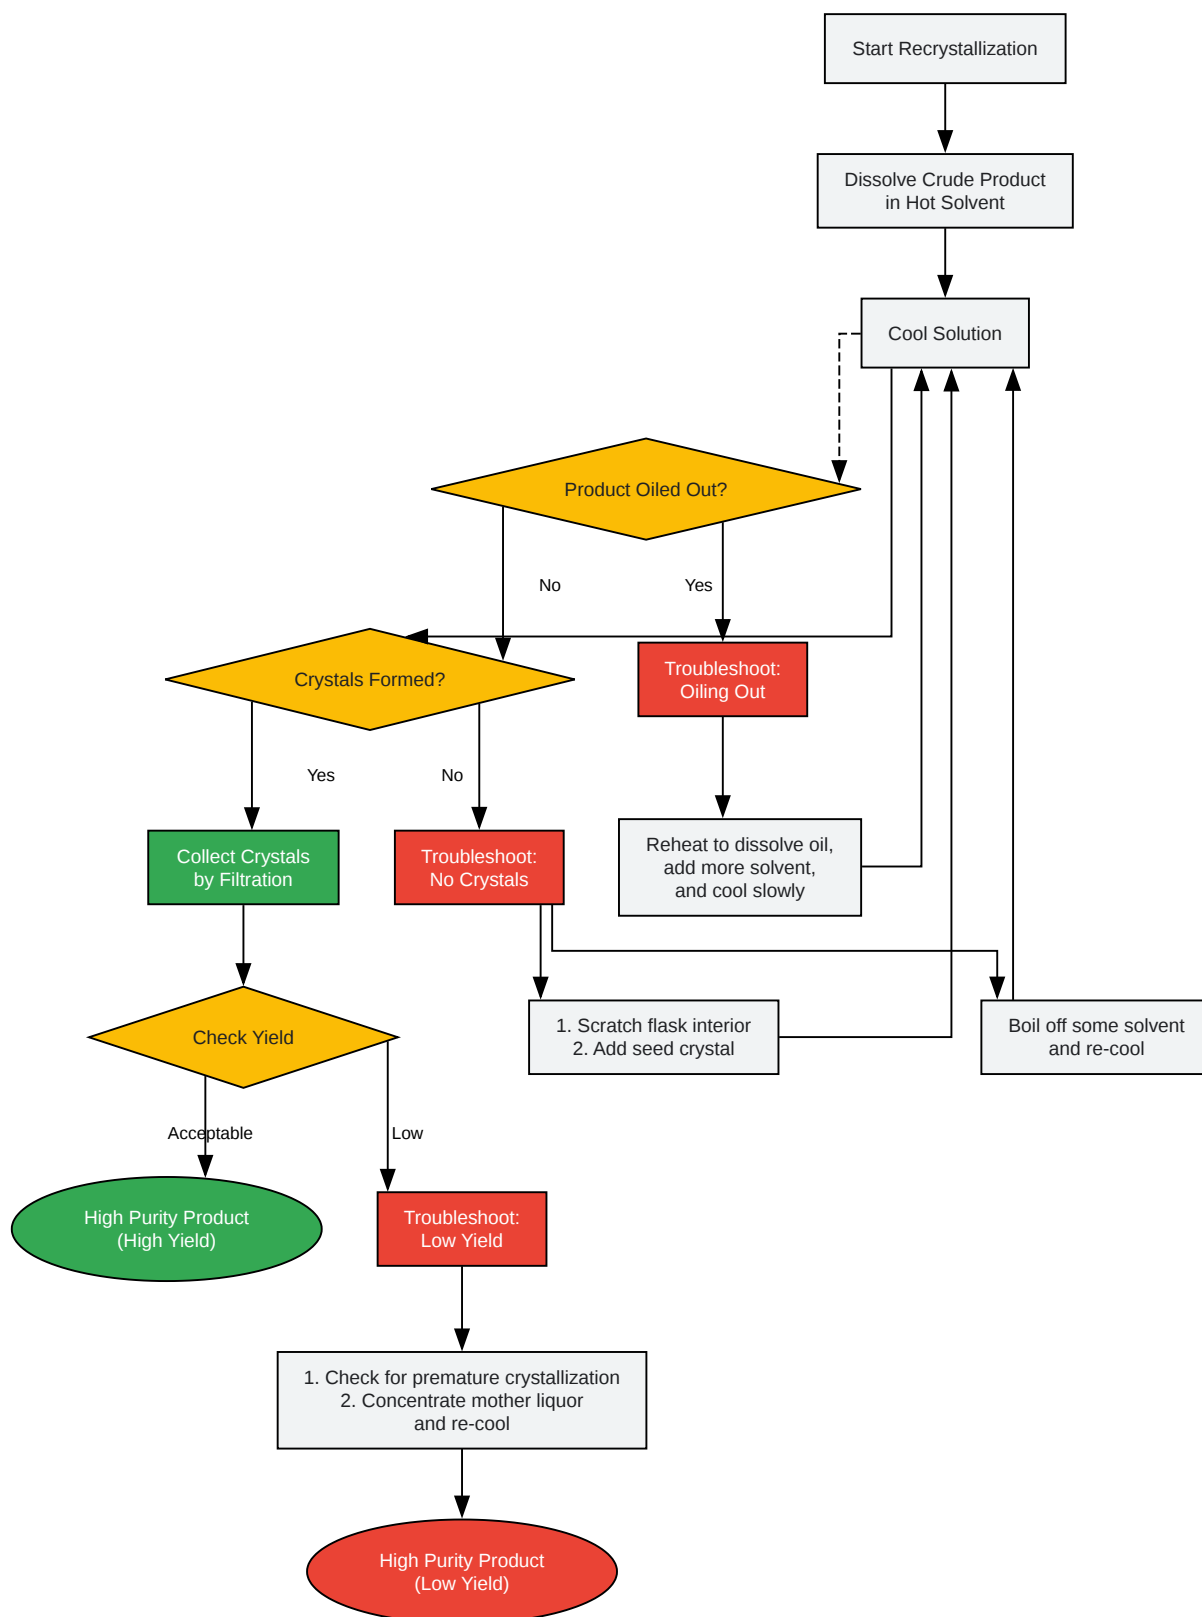 Start Recrystallization
Dissolve Crude Product
in Hot Solvent
Cool Solution
Product Oiled Out?
No
Yes
Crystals Formed?
Troubleshoot:
Oiling Out
Yes
No
Collect Crystals
by Filtration
Troubleshoot:
No Crystals
Reheat to dissolve oil,
add more solvent,
and cool slowly
Check Yield
1. Scratch flask interior
2. Add seed crystal
Boil off some solvent
and re-cool
Acceptable
Low
High Purity Product
(High Yield)
Troubleshoot:
Low Yield
1. Check for premature crystallization
2. Concentrate mother liquor
and re-cool
High Purity Product
(Low Yield)